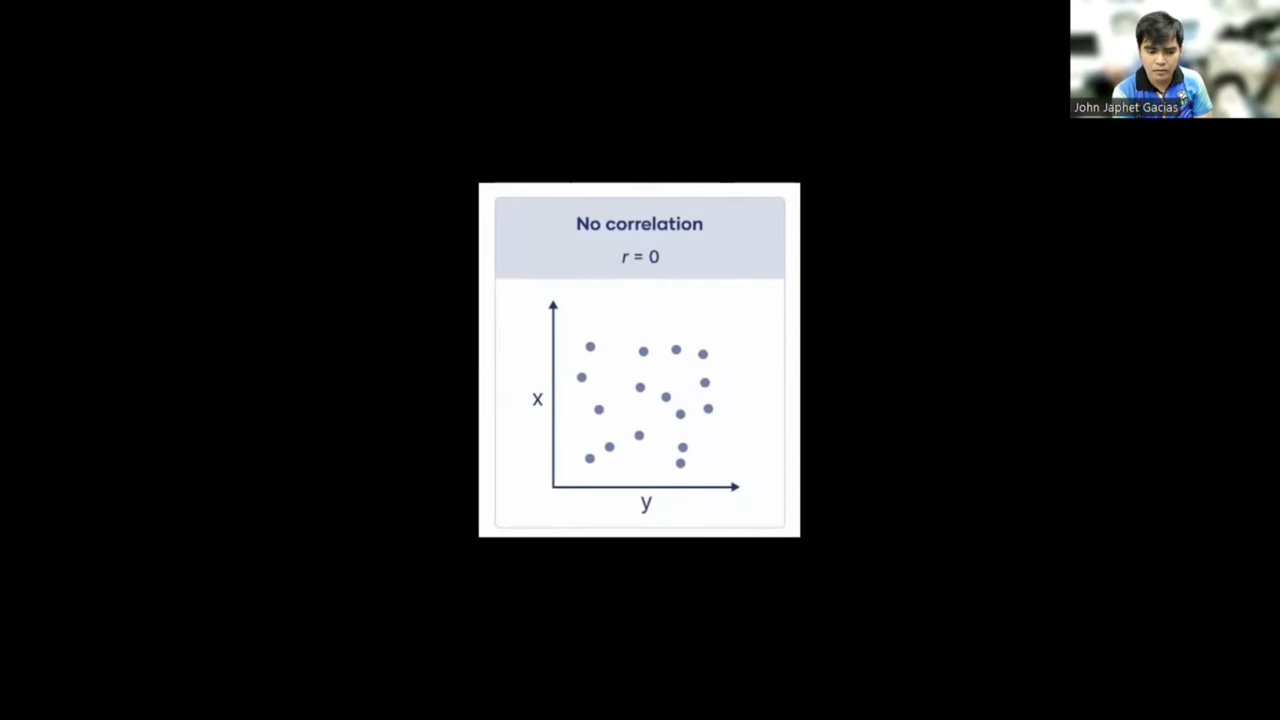 John Japhet Gacias
No correlation
r = 0
x
y